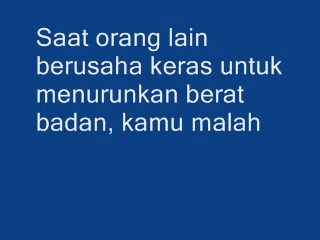 Saat orang lain
berusaha keras untuk
menurunkan berat
badan, kamu malah